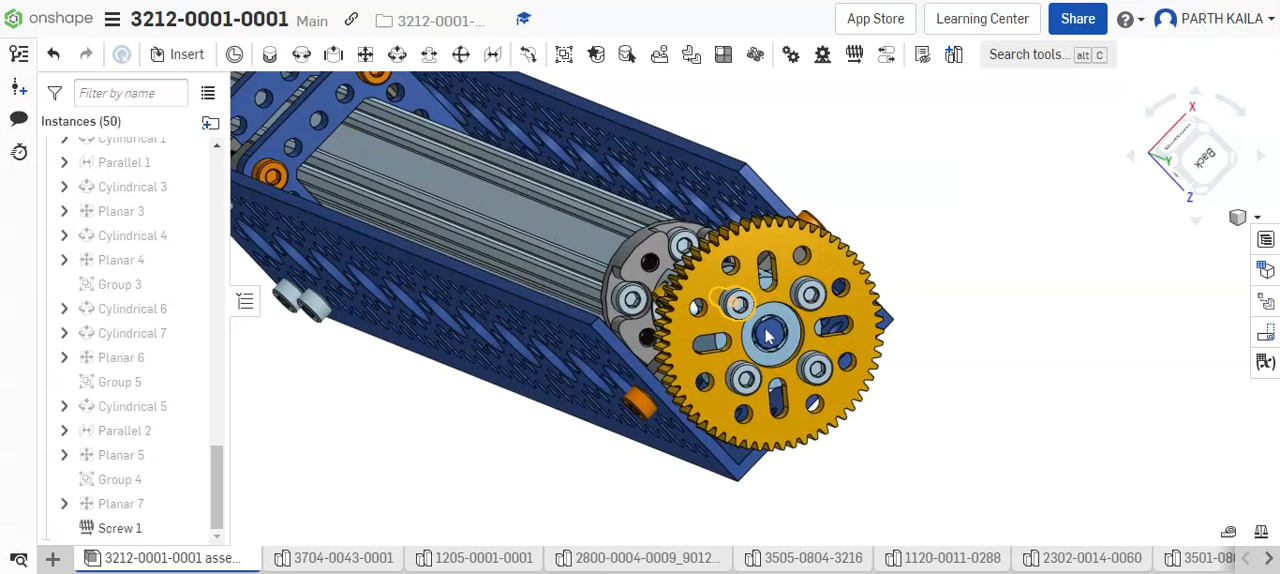 onshape 3212-0001-0001 Main 3212-0001-... App Store Learning Center Share PARTH KAILA
Insert Search tools... alt C
Filter by name
Instances (50)
Cylindrical 1
Parallel 1
Cylindrical 3
Planar 3
Cylindrical 4
Planar 4
Group 3
Cylindrical 6
Cylindrical 7
Planar 6
Group 5
Cylindrical 5
Parallel 2
Planar 5
Group 4
Planar 7
Screw 1
X
Y
Z
Back
3212-0001-0001 asse... 3704-0043-0001 1205-0001-0001 2800-0004-0009_9012... 3505-0804-3216 1120-0011-0288 2302-0014-0060